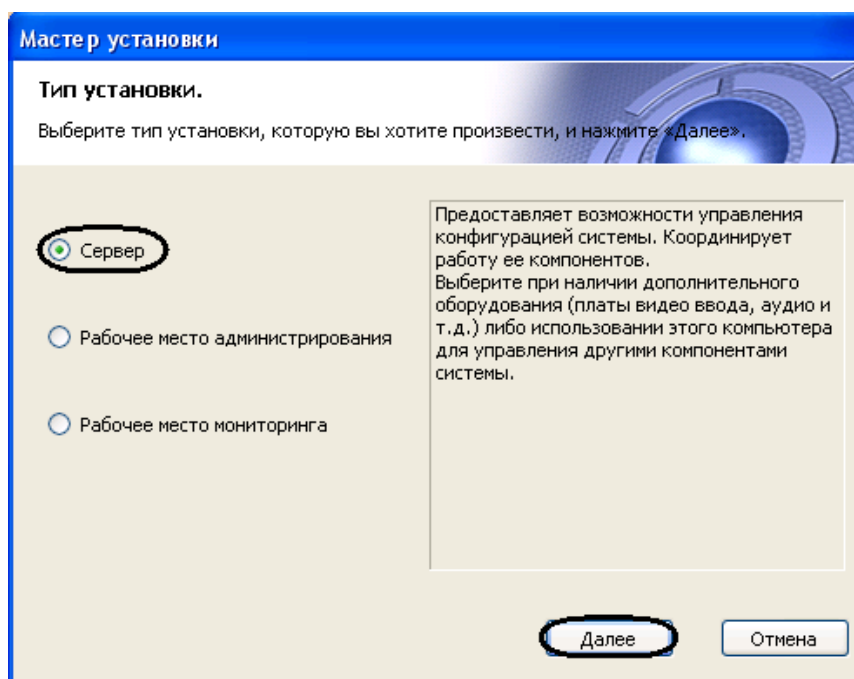 Мастер установки
Тип установки.
Выберите тип установки, которую вы хотите произвести, и нажмите «Далее».
Сервер
Рабочее место администрирования
Рабочее место мониторинга
Предоставляет возможности управления
конфигурацией системы. Координирует
работу ее компонентов.
Выберите при наличии дополнительного
оборудования (платы видео ввода, аудио и
т.д.) либо использовании этого компьютера
для управления другими компонентами
системы.
Далее
Отмена